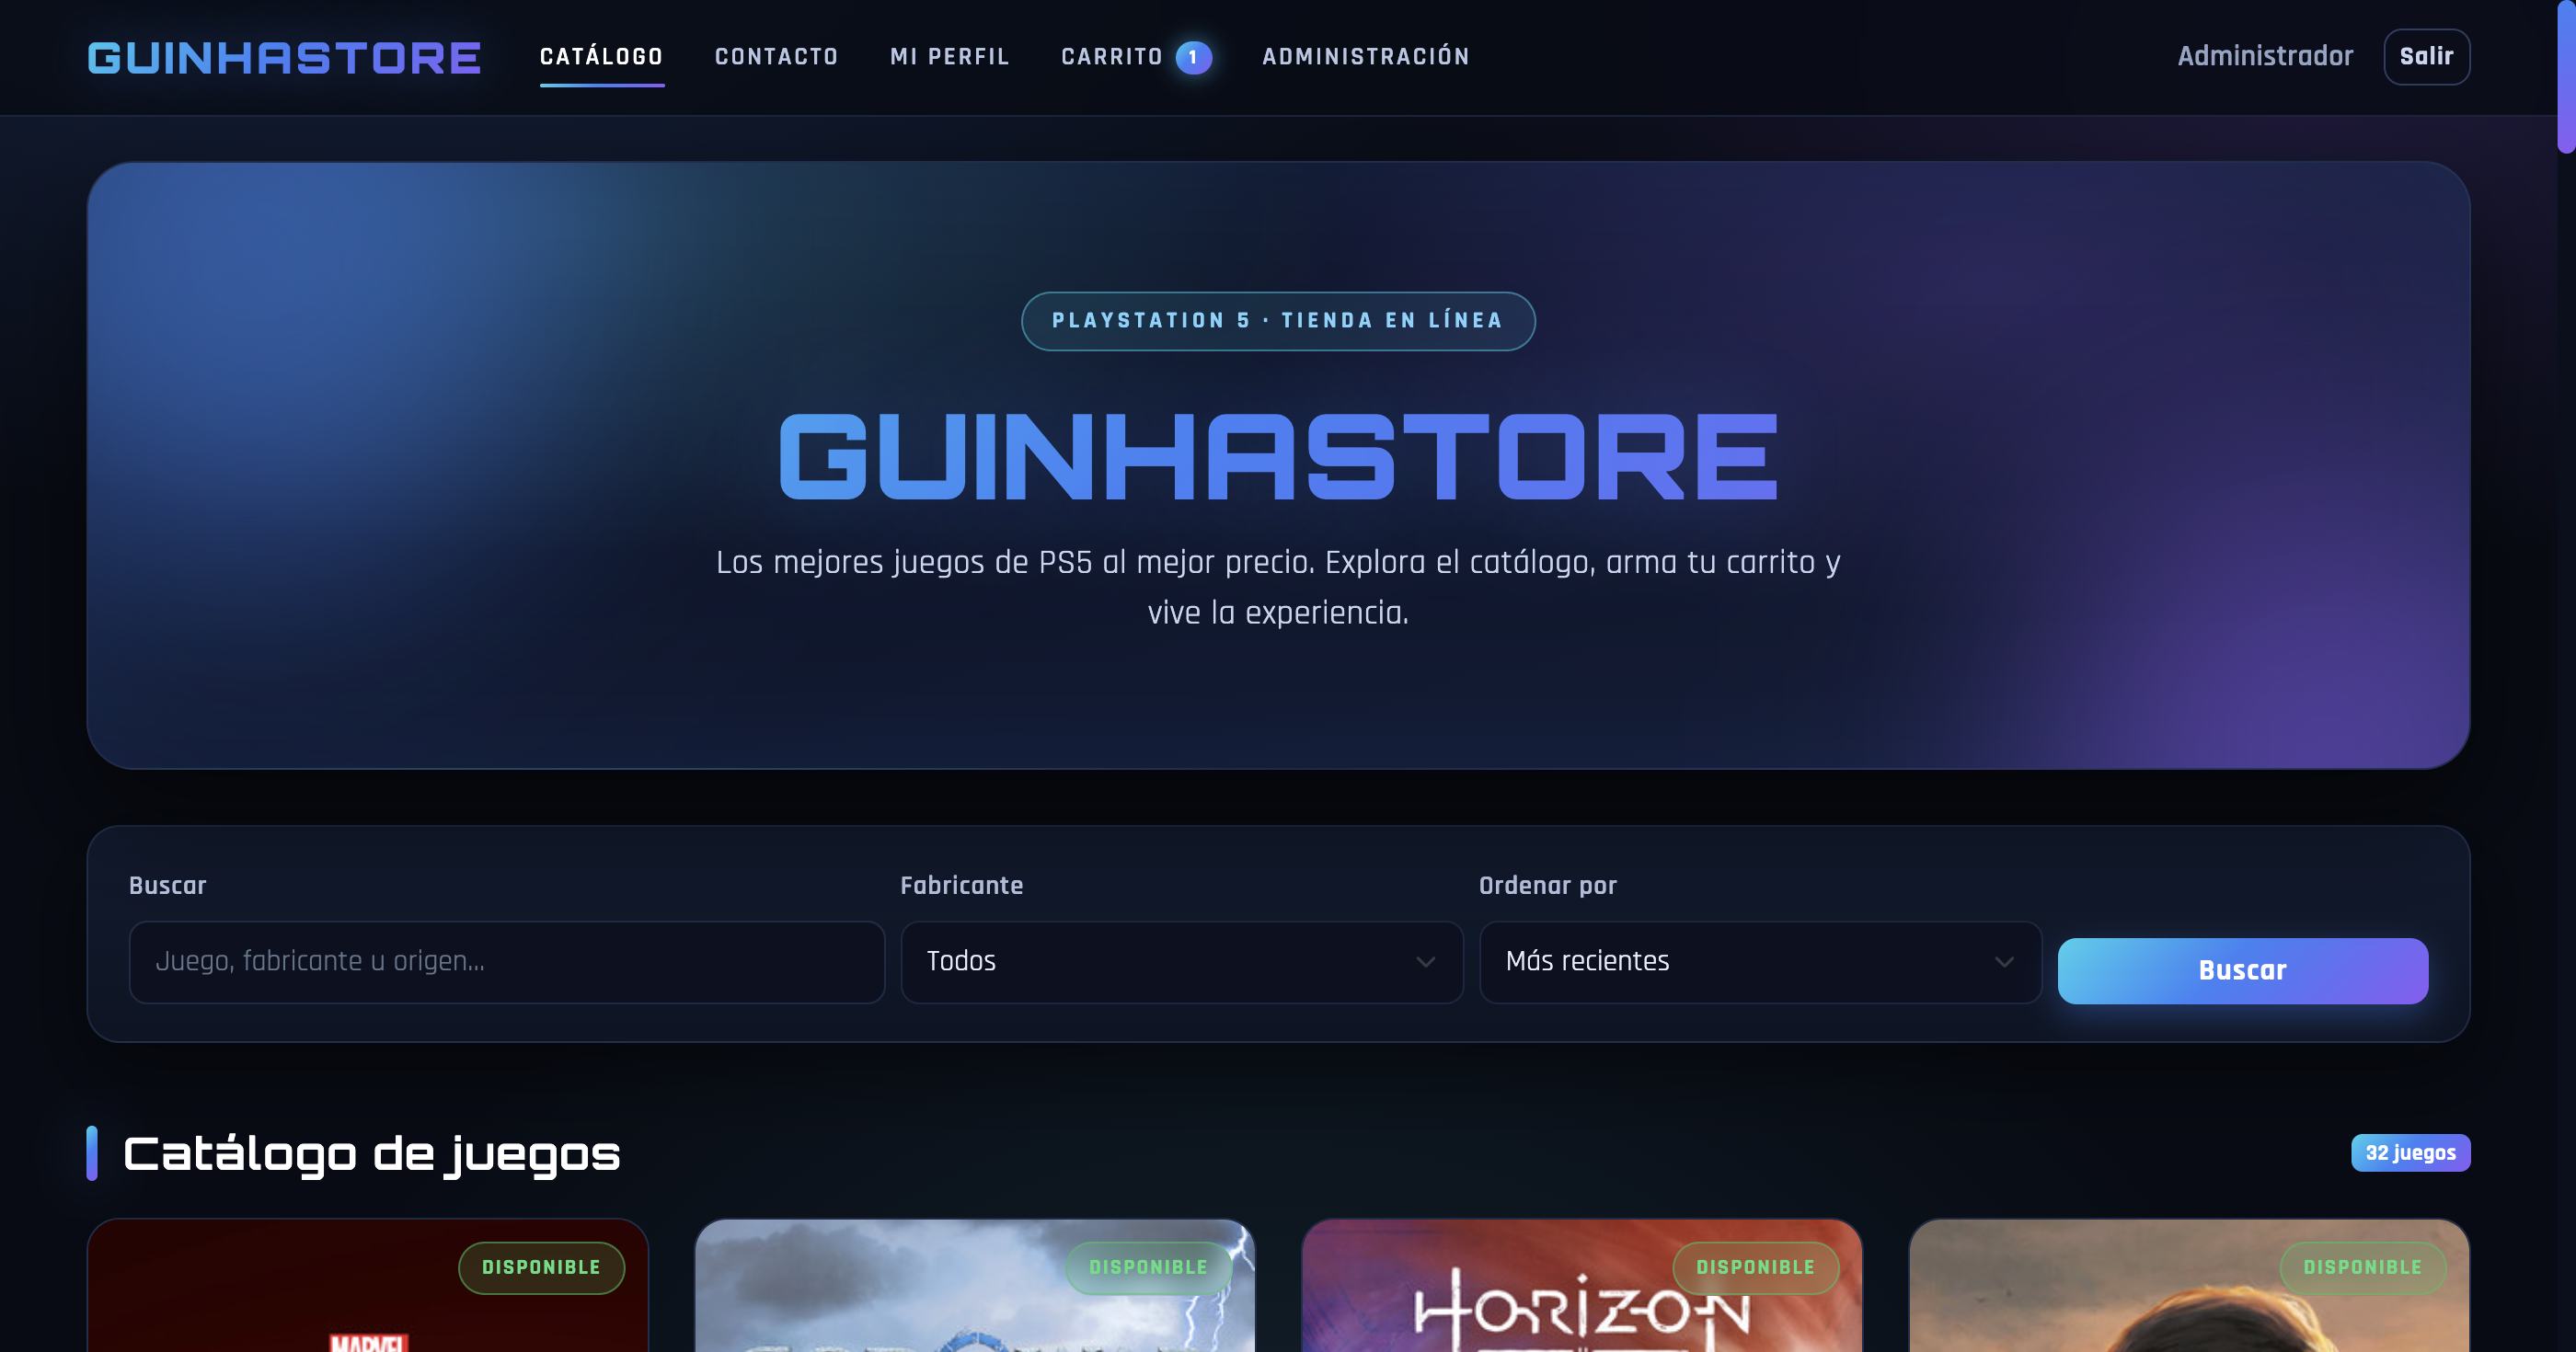 GUINHASTORE
CATÁLOGO
CONTACTO
MI PERFIL
CARRITO 1
ADMINISTRACIÓN
Administrador
Salir
PLAYSTATION 5 · TIENDA EN LÍNEA
GUINHASTORE
Los mejores juegos de PS5 al mejor precio. Explora el catálogo, arma tu carrito y
vive la experiencia.
Buscar
Fabricante
Ordenar por
Juego, fabricante u origen...
Todos
Más recientes
Buscar
Catálogo de juegos
32 juegos
DISPONIBLE
DISPONIBLE
DISPONIBLE
DISPONIBLE
MARVEL
HORIZON